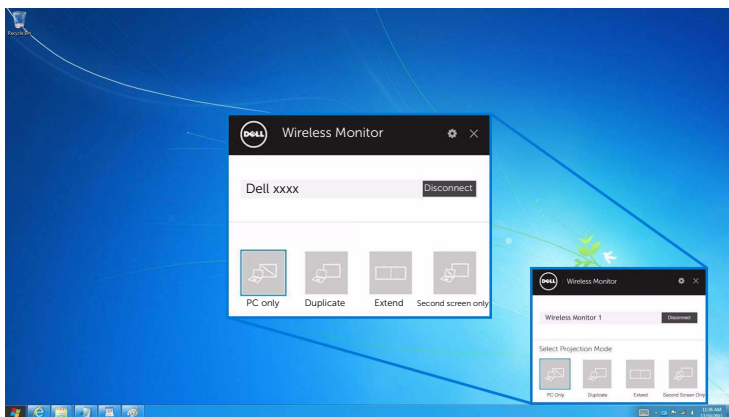 Recycle Bin
DELL
Wireless Monitor
Dell xxxx
Disconnect
PC only
Duplicate
Extend
Second screen only
DELL
Wireless Monitor
Wireless Monitor 1
Disconnect
Select Projection Mode
PC Only
Duplicate
Extend
Second Screen Only
11:36 AM